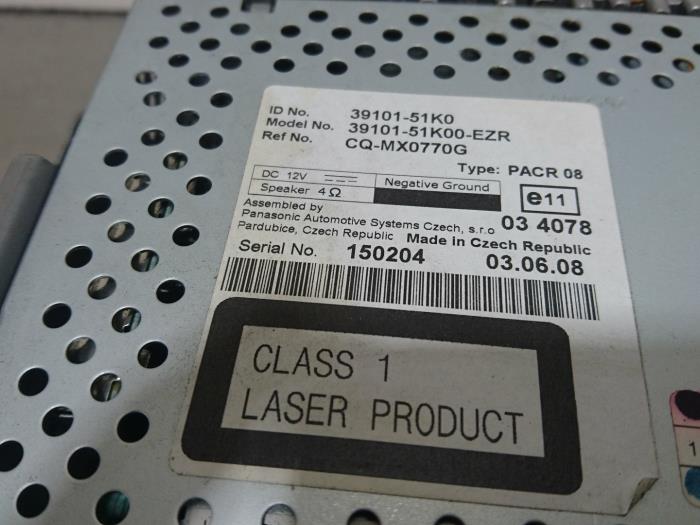 ID No. 39101-51K0
Model No. 39101-51K00-EZR
Ref No. CQ-MX0770G
Type: PACR 08
DC 12V Negative Ground
Speaker 4Ω
e11
Assembled by
Panasonic Automotive Systems Czech, s.r.o 03 4078
Pardubice, Czech Republic Made in Czech Republic
Serial No. 150204 03.06.08
CLASS 1
LASER PRODUCT
1